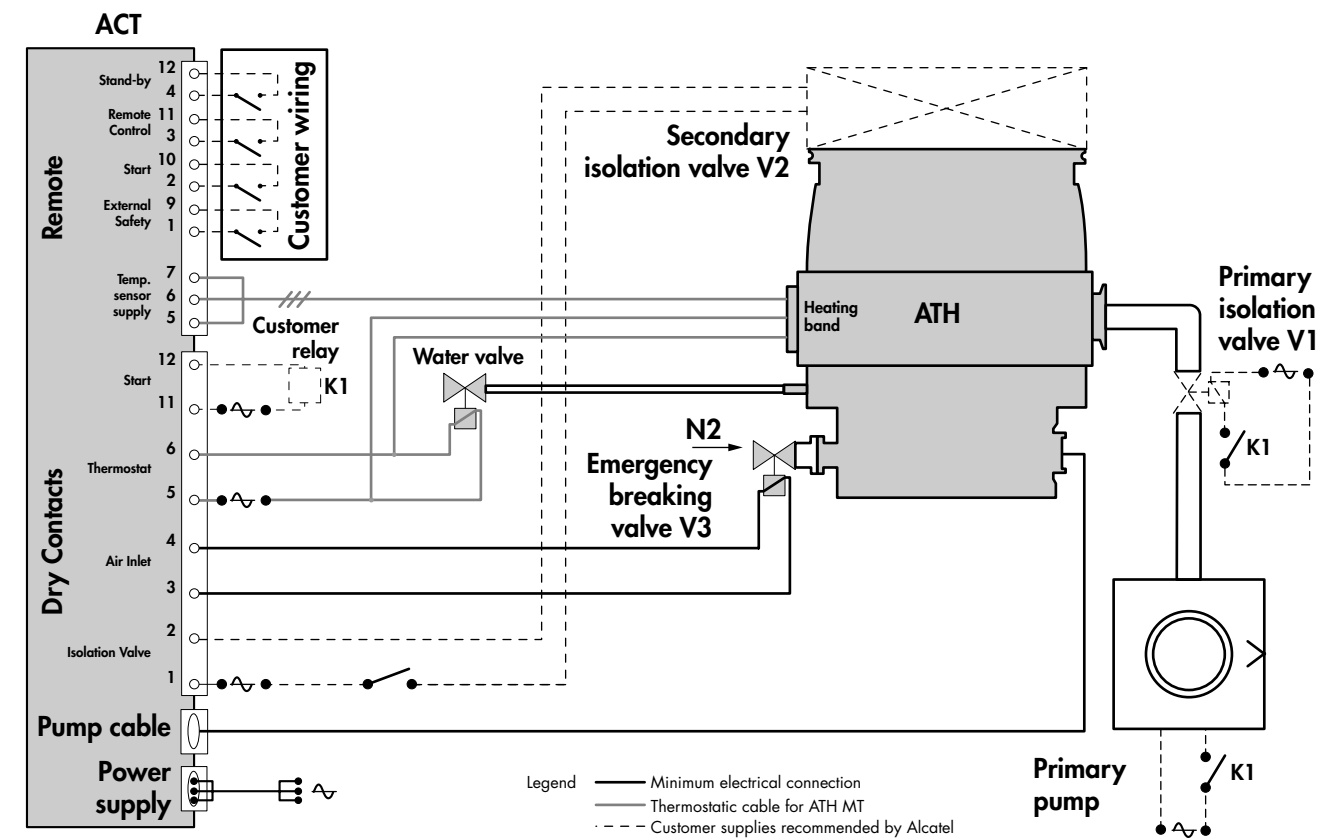 ACT
Remote
Stand-by
12
4
Remote
Control
11
3
Start
10
2
External
Safety
9
1
Customer wiring
Temp.
sensor
supply
7
6
5
Customer
relay
K1
Dry Contacts
Start
12
11
Thermostat
6
5
Air Inlet
4
3
Isolation Valve
2
1
Pump cable
Power
supply
Water valve
N2
Emergency
breaking
valve V3
Secondary
isolation valve V2
Heating
band
ATH
Primary
isolation
valve V1
K1
Primary
pump
K1
Legend
Minimum electrical connection
Thermostatic cable for ATH MT
Customer supplies recommended by Alcatel